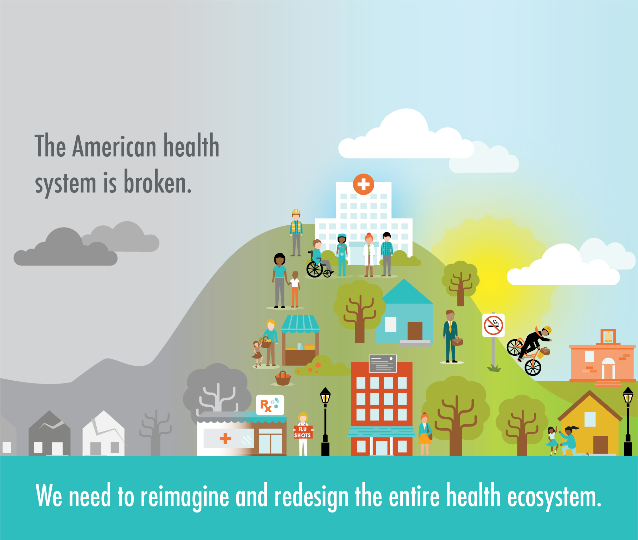 The American health
system is broken.
Rx
FLU
SHOTS
We need to reimagine and redesign the entire health ecosystem.